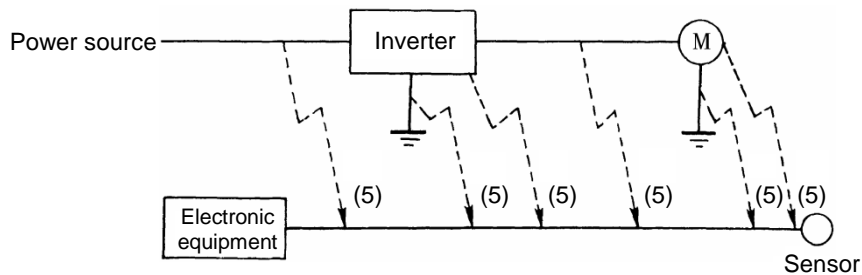 Power source
Inverter
M
(5)
(5)
(5)
(5)
(5)
(5)
Electronic
equipment
Sensor